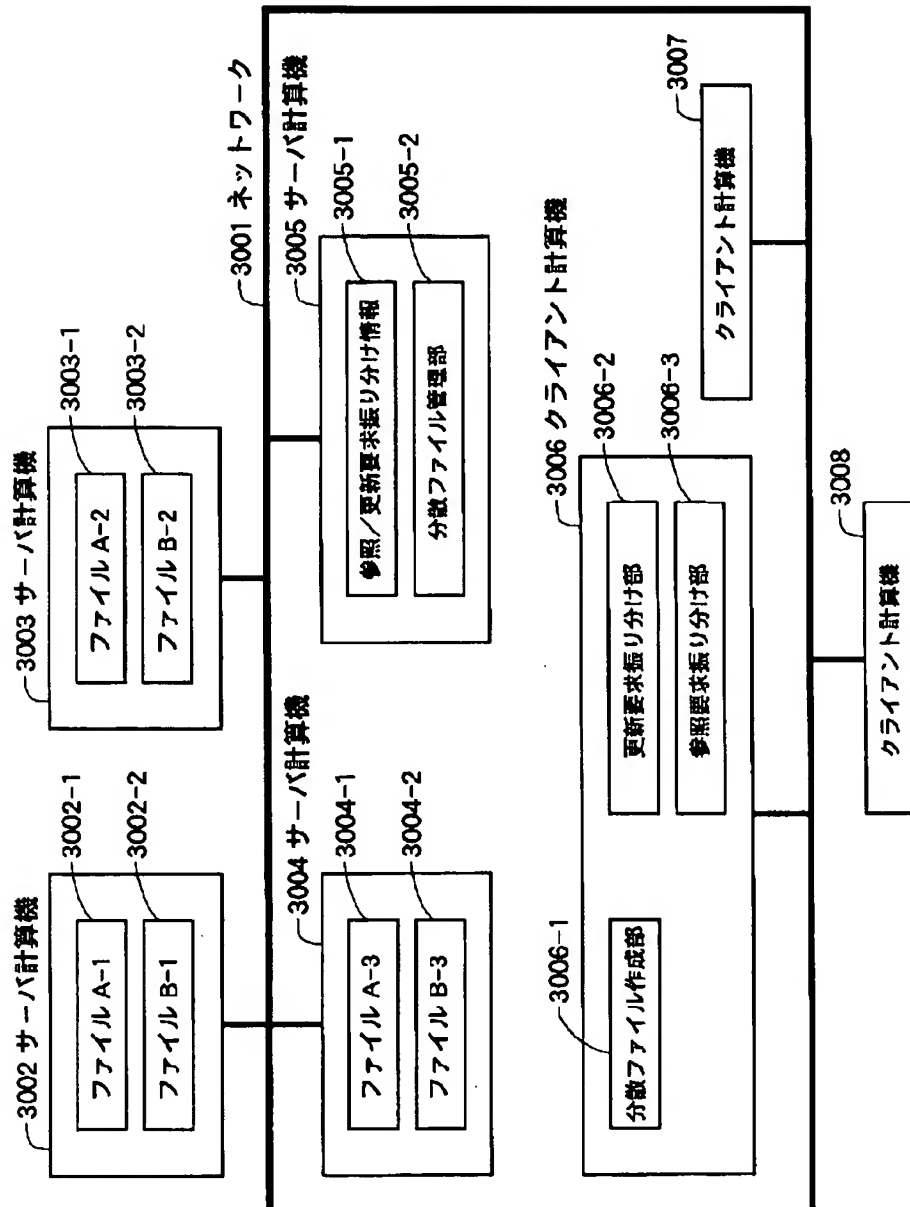 3002 サーバ計算機
3002-1
ファイル A-1
3002-2
ファイル B-1
3003 サーバ計算機
3003-1
ファイル A-2
3003-2
ファイル B-2
3001 ネットワーク
3004 サーバ計算機
3004-1
ファイル A-3
3004-2
ファイル B-3
3005 サーバ計算機
3005-1
参照／更新要求振り分け情報
3005-2
分散ファイル管理部
3006 クライアント計算機
3006-1
分散ファイル作成部
3006-2
更新要求振り分け部
3006-3
参照要求振り分け部
3007
クライアント計算機
3008
クライアント計算機